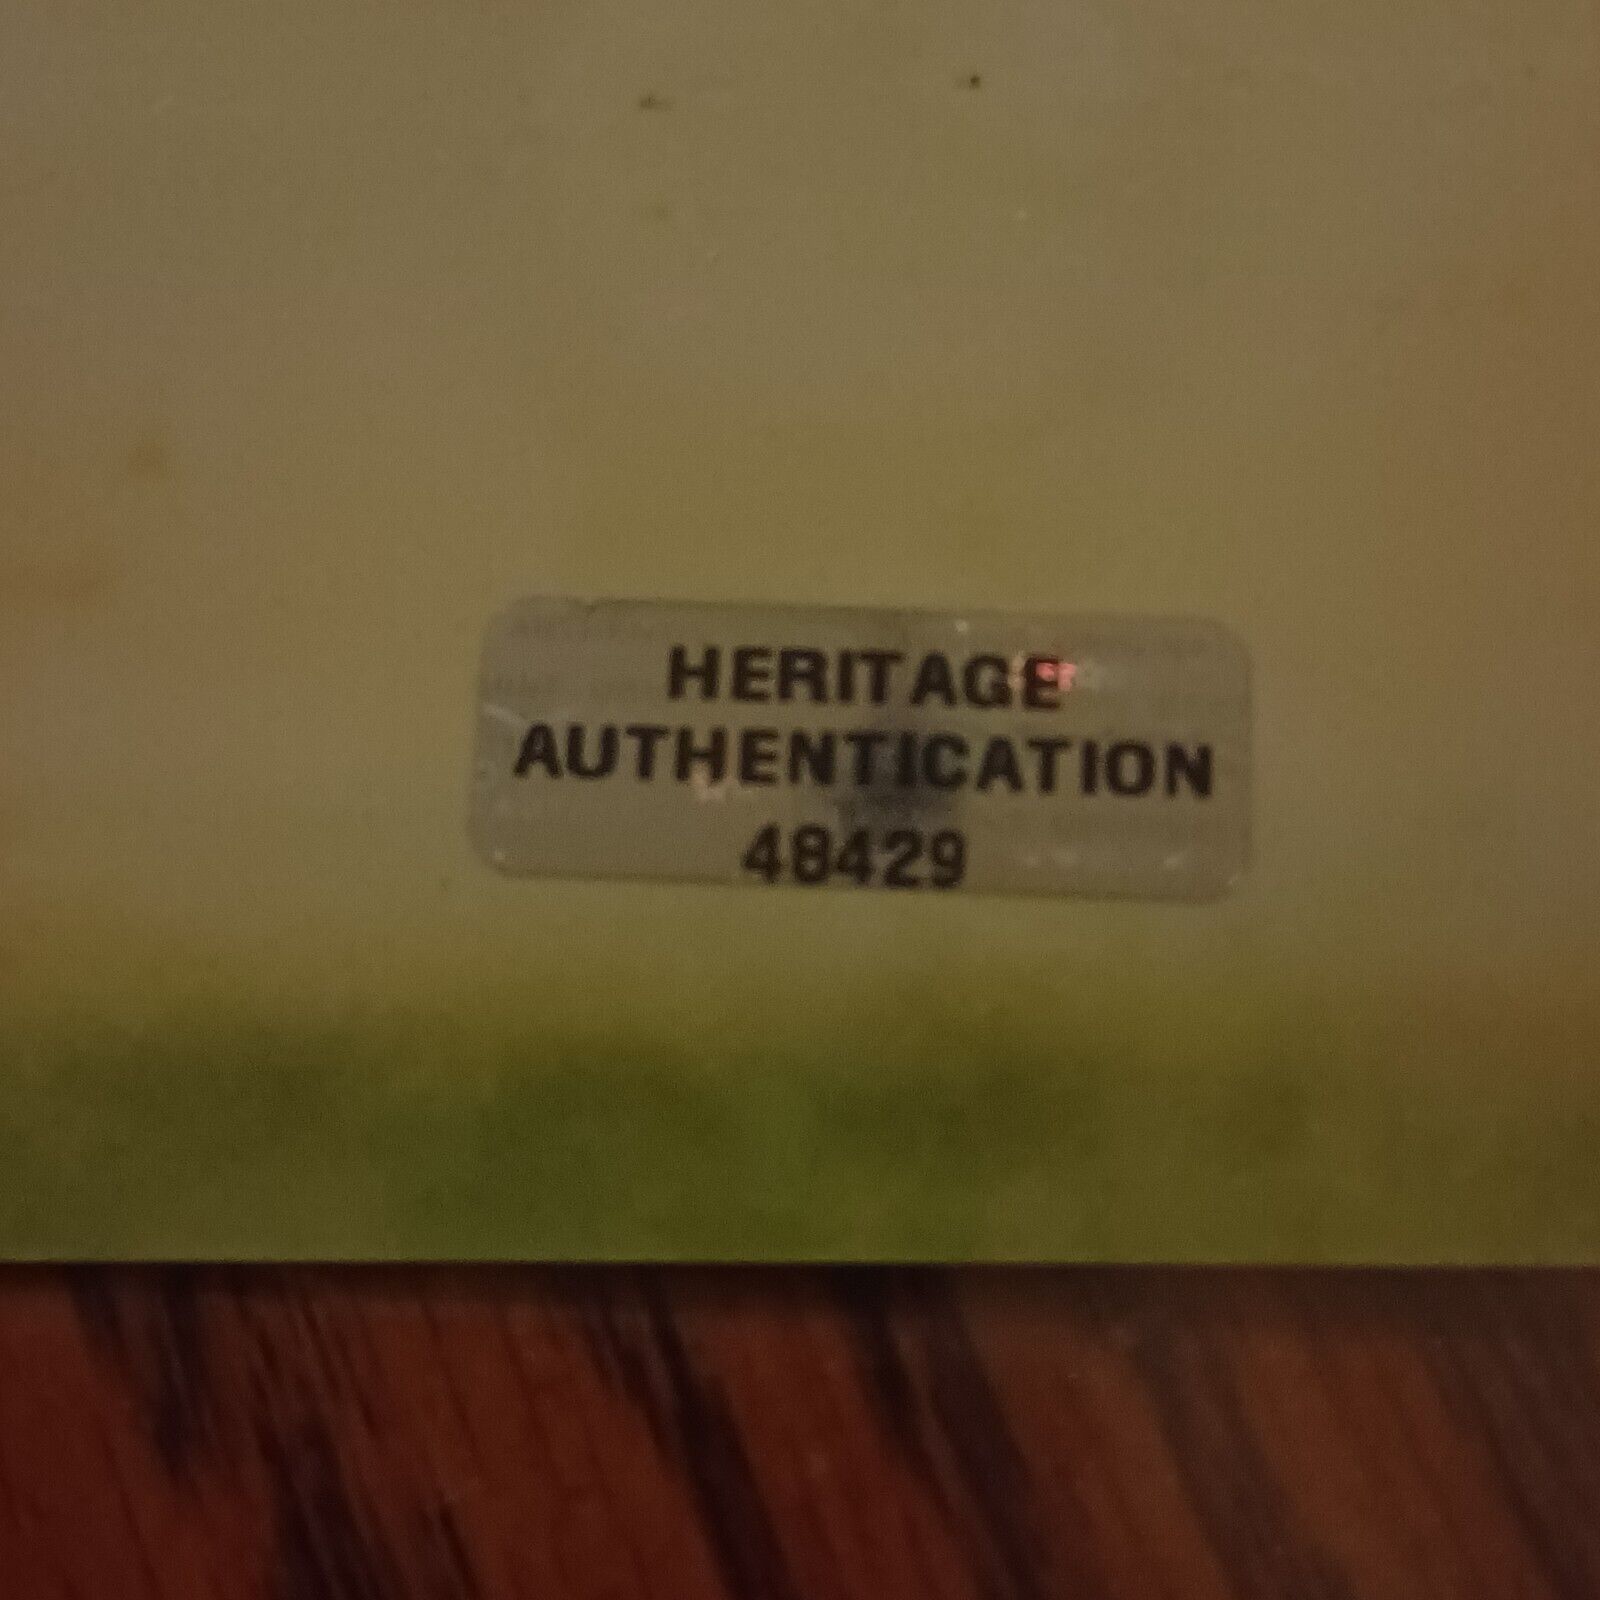 HERITAGE
AUTHENTICATION
48429